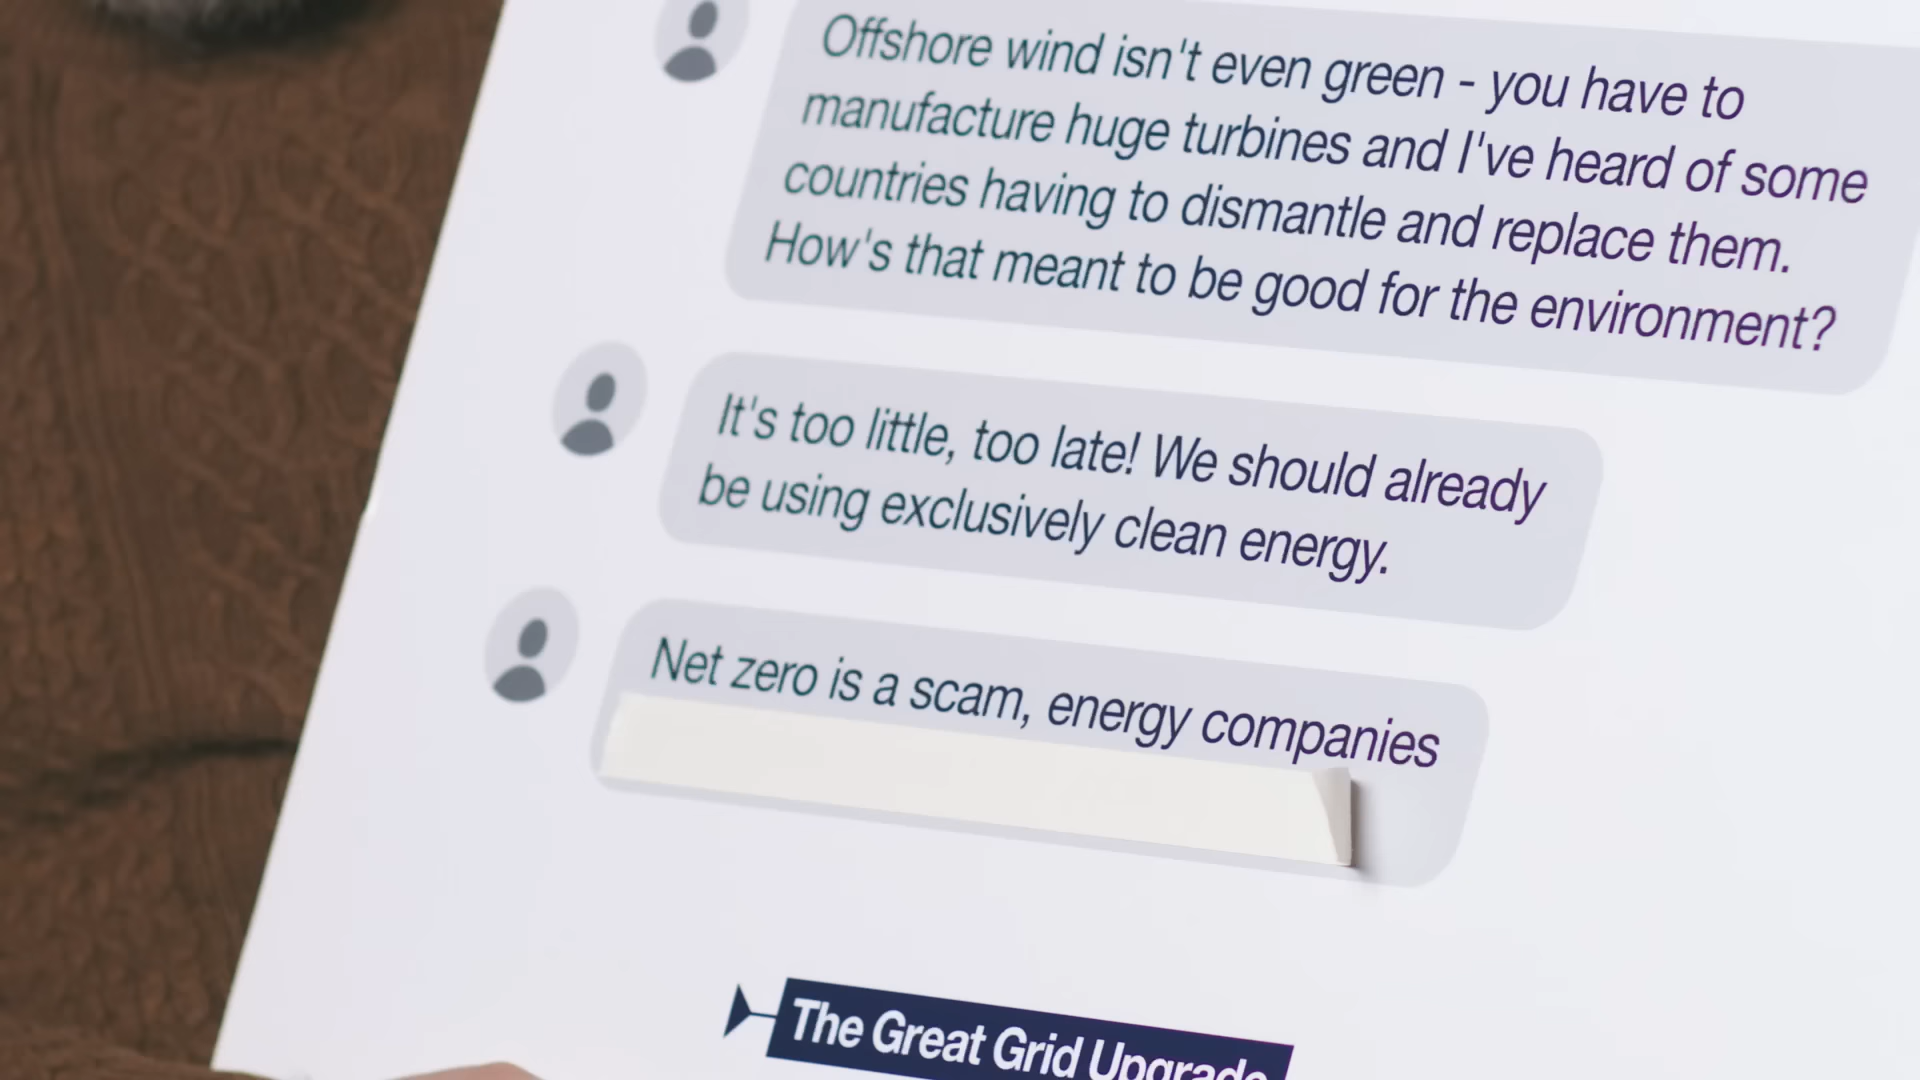 Offshore wind isn't even green - you have to
manufacture huge turbines and I've heard of some
countries having to dismantle and replace them.
How's that meant to be good for the environment?
It's too little, too late! We should already
be using exclusively clean energy.
Net zero is a scam, energy companies
The Great Grid Upgrade